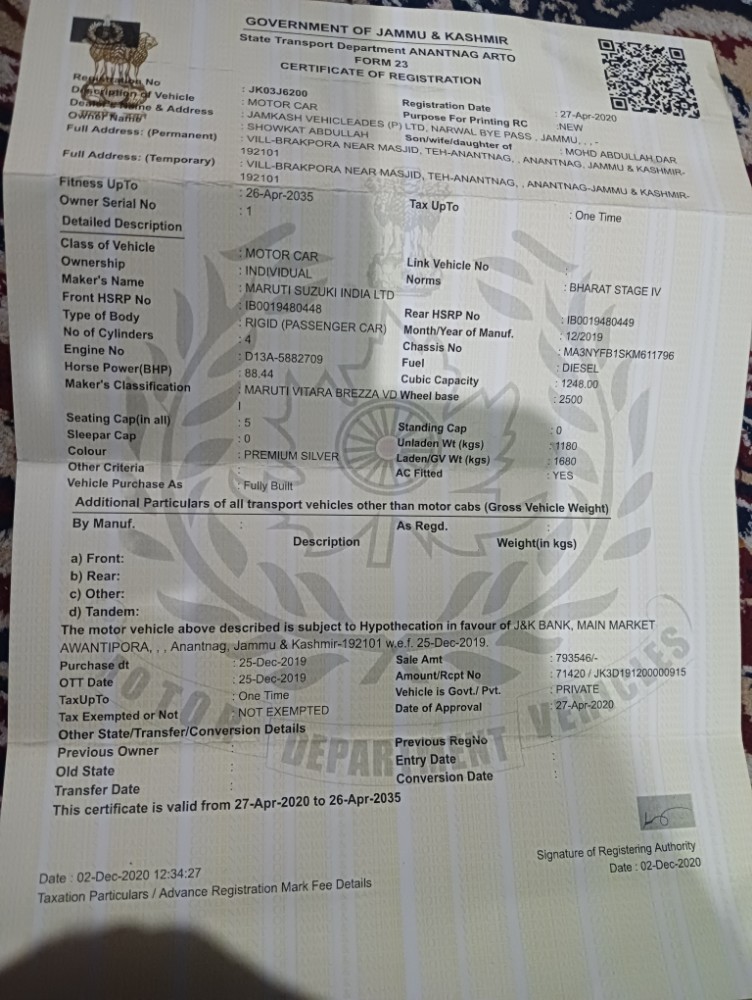 GOVERNMENT OF JAMMU & KASHMIR
State Transport Department ANANTNAG ARTO
FORM 23
CERTIFICATE OF REGISTRATION
Registration No : JK03J6200 Registration Date : 27-Apr-2020
Description of Vehicle : MOTOR CAR Purpose For Printing RC :NEW
Dealer's Name & Address : JAMKASH VEHICLEADES (P) LTD, NARWAL BYE PASS , JAMMU, , , -
Owner Name : SHOWKAT ABDULLAH Son/wife/daughter of : MOHD ABDULLAH DAR
Full Address: (Permanent) : VILL-BRAKPORA NEAR MASJID, TEH-ANANTNAG, , ANANTNAG, JAMMU & KASHMIR-
192101
Full Address: (Temporary) : VILL-BRAKPORA NEAR MASJID, TEH-ANANTNAG, , ANANTNAG-JAMMU & KASHMIR-
192101
Fitness UpTo : 26-Apr-2035 Tax UpTo : One Time
Owner Serial No : 1
Detailed Description
Class of Vehicle : MOTOR CAR Link Vehicle No :
Ownership : INDIVIDUAL Norms : BHARAT STAGE IV
Maker's Name : MARUTI SUZUKI INDIA LTD
Front HSRP No : IB0019480448 Rear HSRP No : IB0019480449
Type of Body : RIGID (PASSENGER CAR) Month/Year of Manuf. : 12/2019
No of Cylinders : 4 Chassis No : MA3NYFB1SKM611796
Engine No : D13A-5882709 Fuel : DIESEL
Horse Power(BHP) : 88.44 Cubic Capacity : 1248.00
Maker's Classification : MARUTI VITARA BREZZA VD Wheel base : 2500
I
Seating Cap(in all) : 5 Standing Cap : 0
Sleepar Cap : 0 Unladen Wt (kgs) : 1180
Colour : PREMIUM SILVER Laden/GV Wt (kgs) : 1680
Other Criteria : AC Fitted : YES
Vehicle Purchase As : Fully Built
Additional Particulars of all transport vehicles other than motor cabs (Gross Vehicle Weight)
By Manuf. : As Regd. :
Description Weight(in kgs)
a) Front:
b) Rear:
c) Other:
d) Tandem:
The motor vehicle above described is subject to Hypothecation in favour of J&K BANK, MAIN MARKET
AWANTIPORA, , , Anantnag, Jammu & Kashmir-192101 w.e.f. 25-Dec-2019.
Purchase dt : 25-Dec-2019 Sale Amt : 793546/-
OTT Date : 25-Dec-2019 Amount/Rcpt No : 71420 / JK3D191200000915
TaxUpTo : One Time Vehicle is Govt./ Pvt. : PRIVATE
Tax Exempted or Not : NOT EXEMPTED Date of Approval : 27-Apr-2020
Other State/Transfer/Conversion Details
Previous Owner : Previous RegNo :
Old State : Entry Date :
Transfer Date : Conversion Date :
This certificate is valid from 27-Apr-2020 to 26-Apr-2035
MOTOR VEHICLES DEPARTMENT
Signature of Registering Authority
Date : 02-Dec-2020 12:34:27 Date : 02-Dec-2020
Taxation Particulars / Advance Registration Mark Fee Details